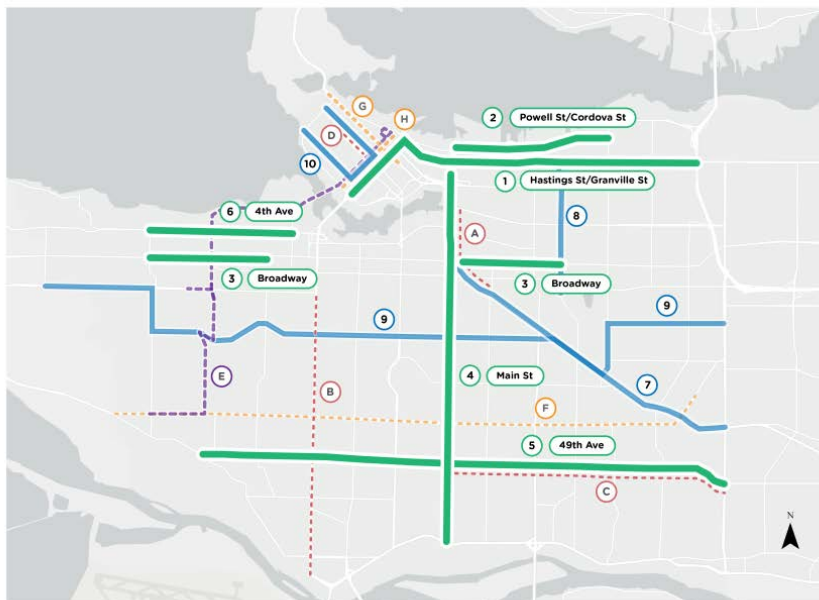 G
H
D
2 Powell St/Cordova St
10
1 Hastings St/Granville St
6 4th Ave
8
A
3 Broadway
3 Broadway
9
9
E
4 Main St
B
7
F
5 49th Ave
C
N